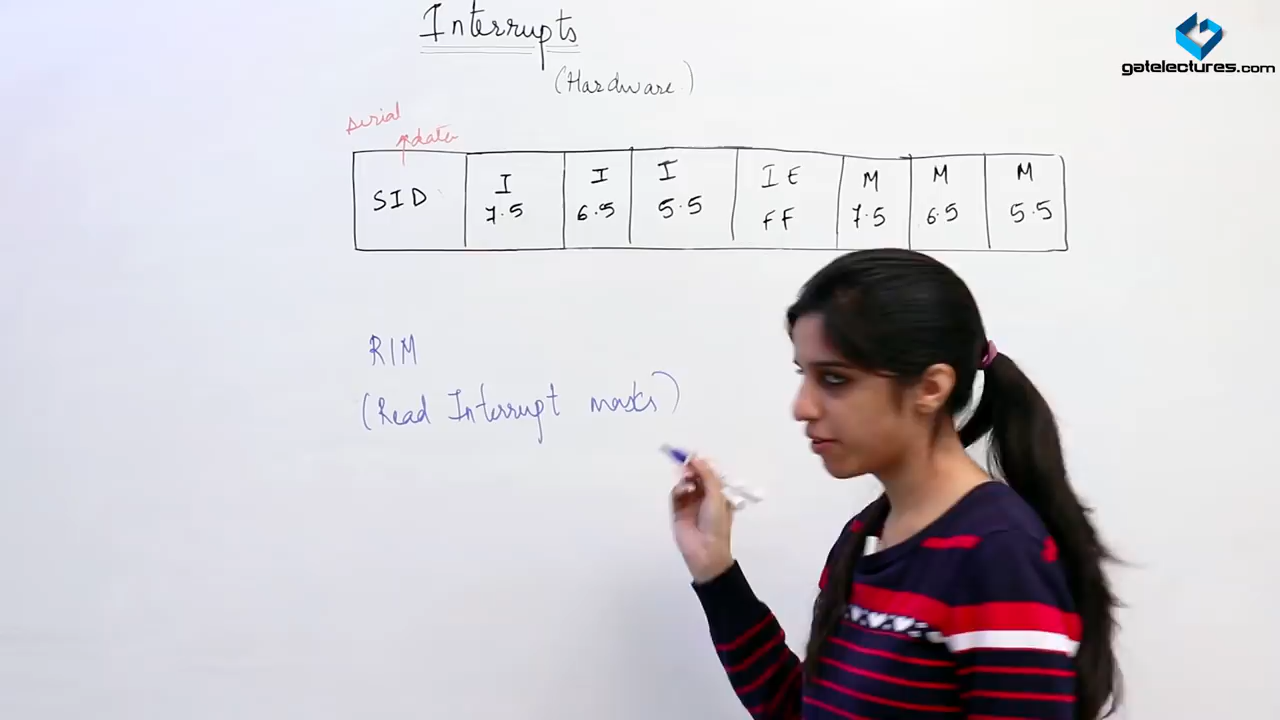 Interrupts
(Hardware)
gatelectures.com
serial
data
SID I 7.5 I 6.5 I 5.5 IE FF M 7.5 M 6.5 M 5.5
RIM
(Read Interrupt masks)